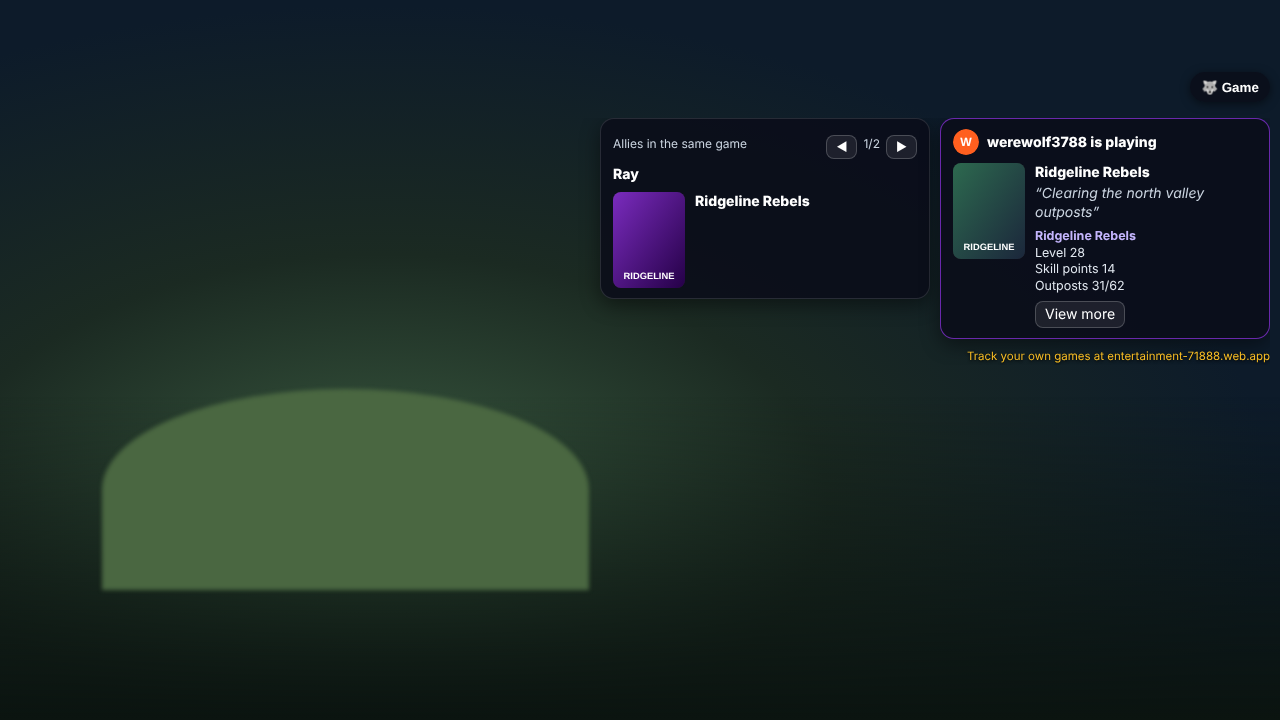 🐺 Game
Allies in the same game
◀ 1/2 ▶
Ray
RIDGELINE
Ridgeline Rebels
W
werewolf3788 is playing
RIDGELINE
Ridgeline Rebels
“Clearing the north valley
outposts”
Ridgeline Rebels
Level 28
Skill points 14
Outposts 31/62
View more
Track your own games at entertainment-71888.web.app